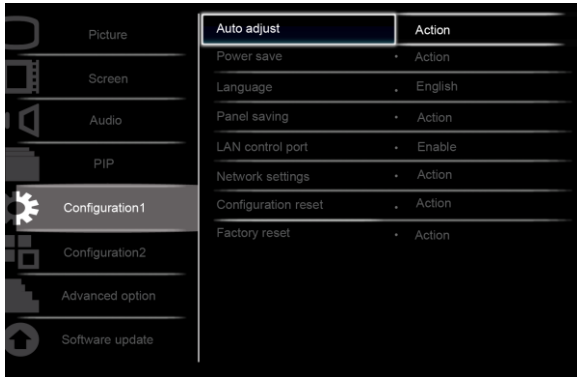 Picture
Screen
Audio
PIP
Configuration1
Configuration2
Advanced option
Software update
Auto adjust Action
Power save • Action
Language • English
Panel saving • Action
LAN control port • Enable
Network settings • Action
Configuration reset • Action
Factory reset • Action